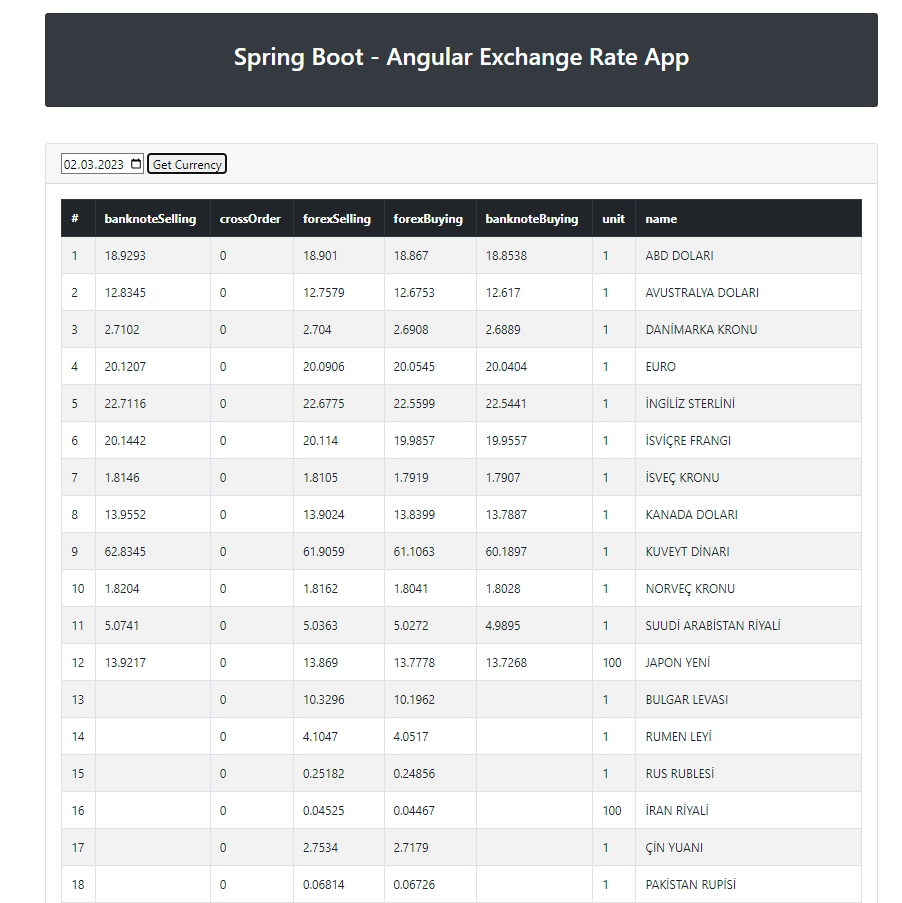 Spring Boot - Angular Exchange Rate App
02.03.2023 Get Currency
# banknoteSelling crossOrder forexSelling forexBuying banknoteBuying unit name
1 18.9293 0 18.901 18.867 18.8538 1 ABD DOLARI
2 12.8345 0 12.7579 12.6753 12.617 1 AVUSTRALYA DOLARI
3 2.7102 0 2.704 2.6908 2.6889 1 DANİMARKA KRONU
4 20.1207 0 20.0906 20.0545 20.0404 1 EURO
5 22.7116 0 22.6775 22.5599 22.5441 1 İNGİLİZ STERLİNİ
6 20.1442 0 20.114 19.9857 19.9557 1 İSVİÇRE FRANGI
7 1.8146 0 1.8105 1.7919 1.7907 1 İSVEÇ KRONU
8 13.9552 0 13.9024 13.8399 13.7887 1 KANADA DOLARI
9 62.8345 0 61.9059 61.1063 60.1897 1 KUVEYT DİNARI
10 1.8204 0 1.8162 1.8041 1.8028 1 NORVEÇ KRONU
11 5.0741 0 5.0363 5.0272 4.9895 1 SUUDİ ARABİSTAN RİYALİ
12 13.9217 0 13.869 13.7778 13.7268 100 JAPON YENİ
13 0 10.3296 10.1962 1 BULGAR LEVASI
14 0 4.1047 4.0517 1 RUMEN LEYİ
15 0 0.25182 0.24856 1 RUS RUBLESİ
16 0 0.04525 0.04467 100 İRAN RİYALİ
17 0 2.7534 2.7179 1 ÇİN YUANI
18 0 0.06814 0.06726 1 PAKİSTAN RUPİSİ